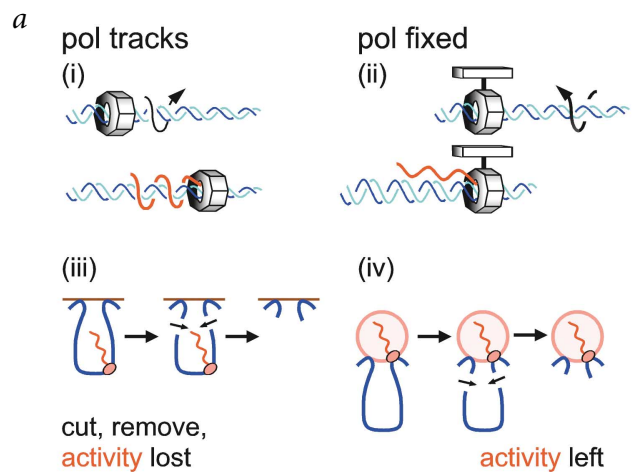 a
pol tracks
pol fixed
(i)
(ii)
(iii)
(iv)
cut, remove,
activity lost
activity left